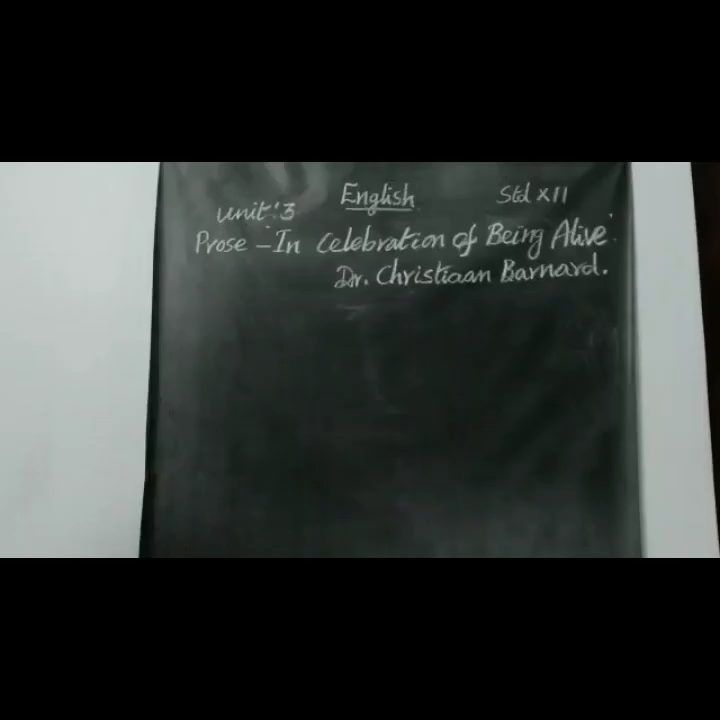 English Std XII
Unit:3
Prose - In Celebration of Being Alive'.
Dr. Christiaan Barnard.